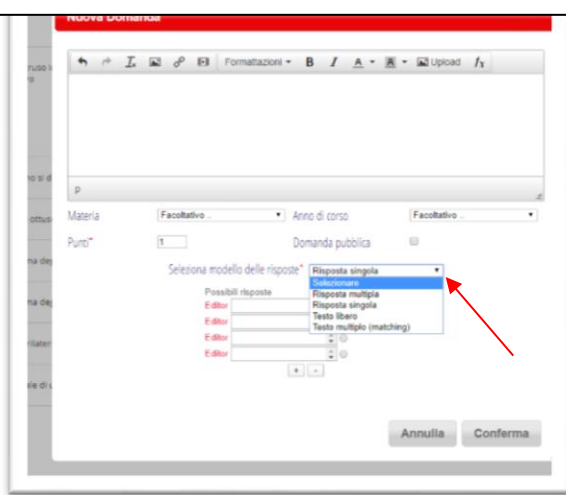 Nuova Domanda
Formattazioni B I A A Upload fx
p
Materia Facoltativo .. Anno di corso Facoltativo ..
Punti* 1 Domanda pubblica
Seleziona modello delle risposte* Risposta singola
Selezionare
Possibili risposte Risposta multipla
Editor Risposta singola
Editor Testo libero
Testo multiplo (matching)
Editor
Editor
+ -
Annulla Conferma